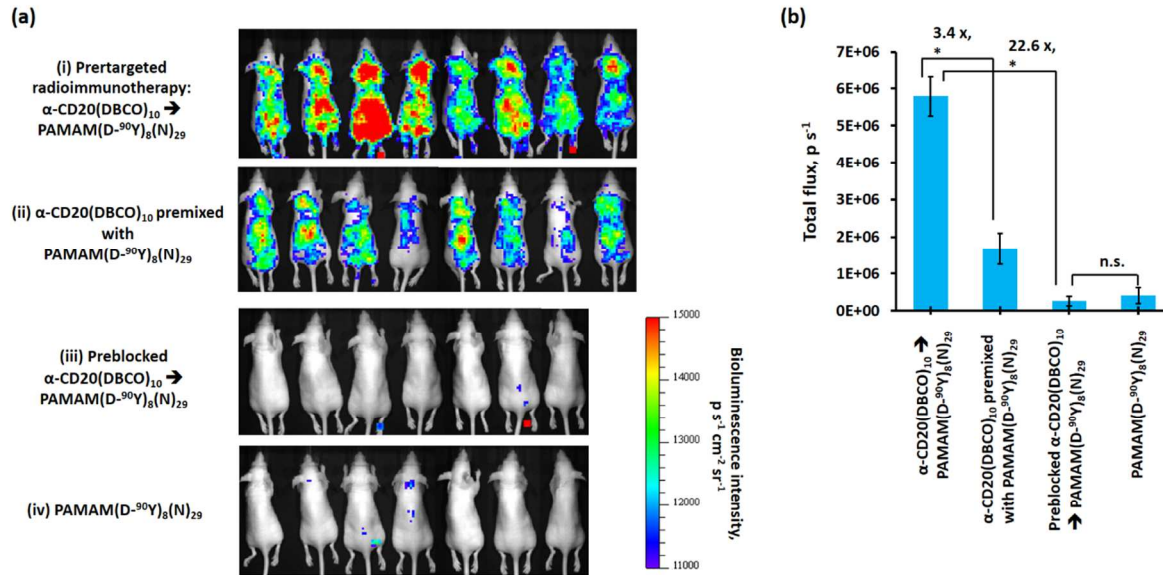 (a)
(i) Prertargeted
radioimmunotherapy:
α-CD20(DBCO)₁₀ ➔
PAMAM(D-⁹⁰Y)₈(N)₂₉
(ii) α-CD20(DBCO)₁₀ premixed
with
PAMAM(D-⁹⁰Y)₈(N)₂₉
(iii) Preblocked
α-CD20(DBCO)₁₀ ➔
PAMAM(D-⁹⁰Y)₈(N)₂₉
(iv) PAMAM(D-⁹⁰Y)₈(N)₂₉
15000
14000
13000
12000
11000
Bioluminescence intensity,
p s⁻¹ cm⁻² sr⁻¹
(b)
3.4 x,
*
22.6 x,
*
n.s.
Total flux, p s⁻¹
7E+06
6E+06
5E+06
4E+06
3E+06
2E+06
1E+06
0E+00
α-CD20(DBCO)₁₀ ➔
PAMAM(D-⁹⁰Y)₈(N)₂₉
α-CD20(DBCO)₁₀ premixed
with PAMAM(D-⁹⁰Y)₈(N)₂₉
Preblocked α-CD20(DBCO)₁₀
➔ PAMAM(D-⁹⁰Y)₈(N)₂₉
PAMAM(D-⁹⁰Y)₈(N)₂₉